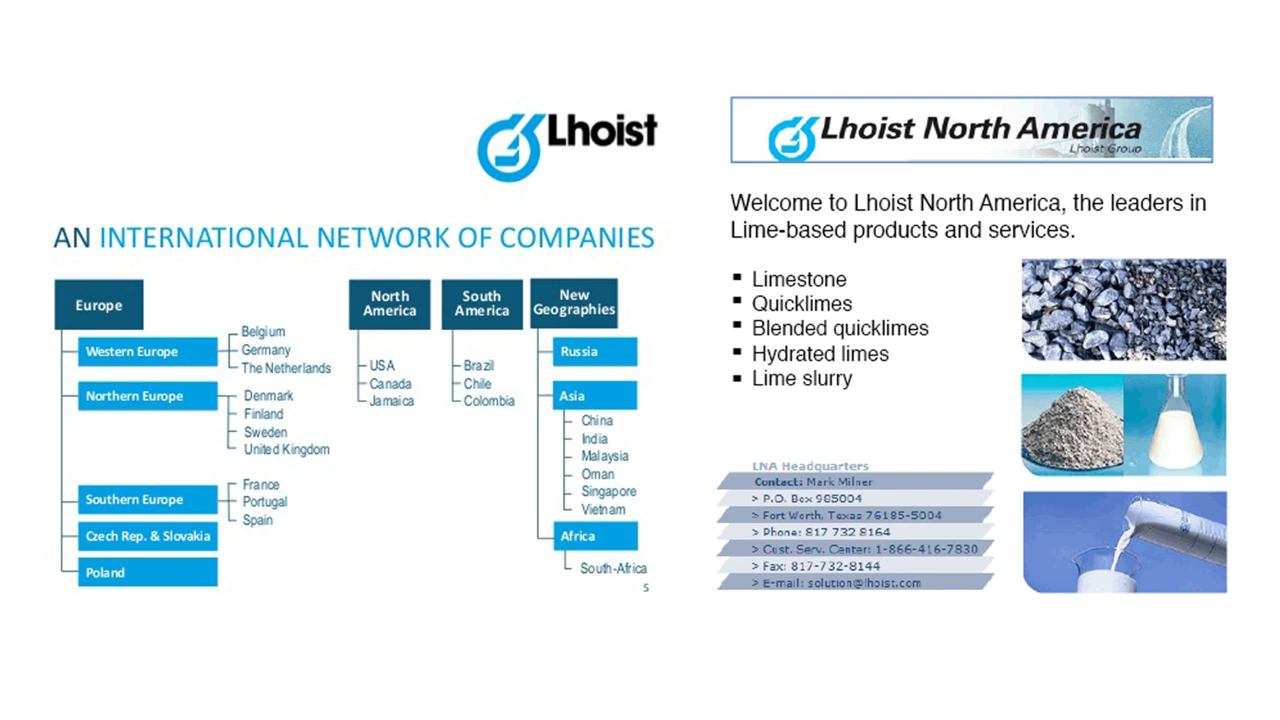 Lhoist
AN INTERNATIONAL NETWORK OF COMPANIES
Europe
Western Europe
Belgium
Germany
The Netherlands
Northern Europe
Denmark
Finland
Sweden
United Kingdom
Southern Europe
France
Portugal
Spain
Czech Rep. & Slovakia
Poland
North
America
USA
Canada
Jamaica
South
America
Brazil
Chile
Colombia
New
Geographies
Russia
Asia
China
India
Malaysia
Oman
Singapore
Vietnam
Africa
South-Africa
5
Lhoist North America
Lhoist Group
Welcome to Lhoist North America, the leaders in
Lime-based products and services.
▪ Limestone
▪ Quicklimes
▪ Blended quicklimes
▪ Hydrated limes
▪ Lime slurry
LNA Headquarters
Contact: Mark Milner
> P.O. Box 985004
> Fort Worth, Texas 76185-5004
> Phone: 817 732 8164
> Cust. Serv. Center: 1-866-416-7830
> Fax: 817-732-8144
> E-mail: solution@lhoist.com